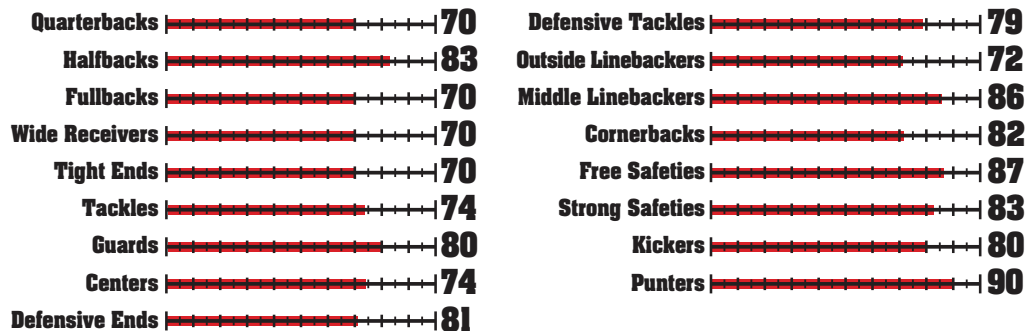 Quarterbacks 70
Halfbacks 83
Fullbacks 70
Wide Receivers 70
Tight Ends 70
Tackles 74
Guards 80
Centers 74
Defensive Ends 81
Defensive Tackles 79
Outside Linebackers 72
Middle Linebackers 86
Cornerbacks 82
Free Safeties 87
Strong Safeties 83
Kickers 80
Punters 90